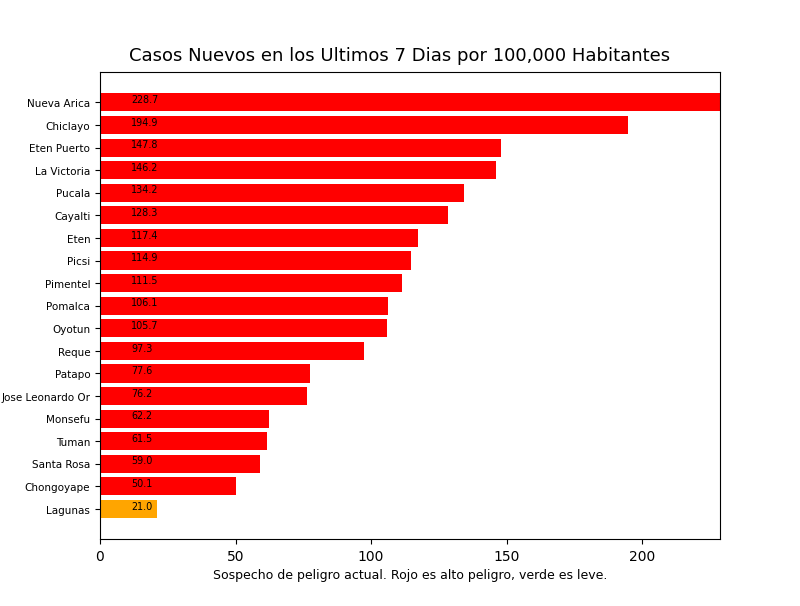 Casos Nuevos en los Ultimos 7 Dias por 100,000 Habitantes
Nueva Arica 228.7
Chiclayo 194.9
Eten Puerto 147.8
La Victoria 146.2
Pucala 134.2
Cayalti 128.3
Eten 117.4
Picsi 114.9
Pimentel 111.5
Pomalca 106.1
Oyotun 105.7
Reque 97.3
Patapo 77.6
Jose Leonardo Or 76.2
Monsefu 62.2
Tuman 61.5
Santa Rosa 59.0
Chongoyape 50.1
Lagunas 21.0
0 50 100 150 200
Sospecho de peligro actual. Rojo es alto peligro, verde es leve.